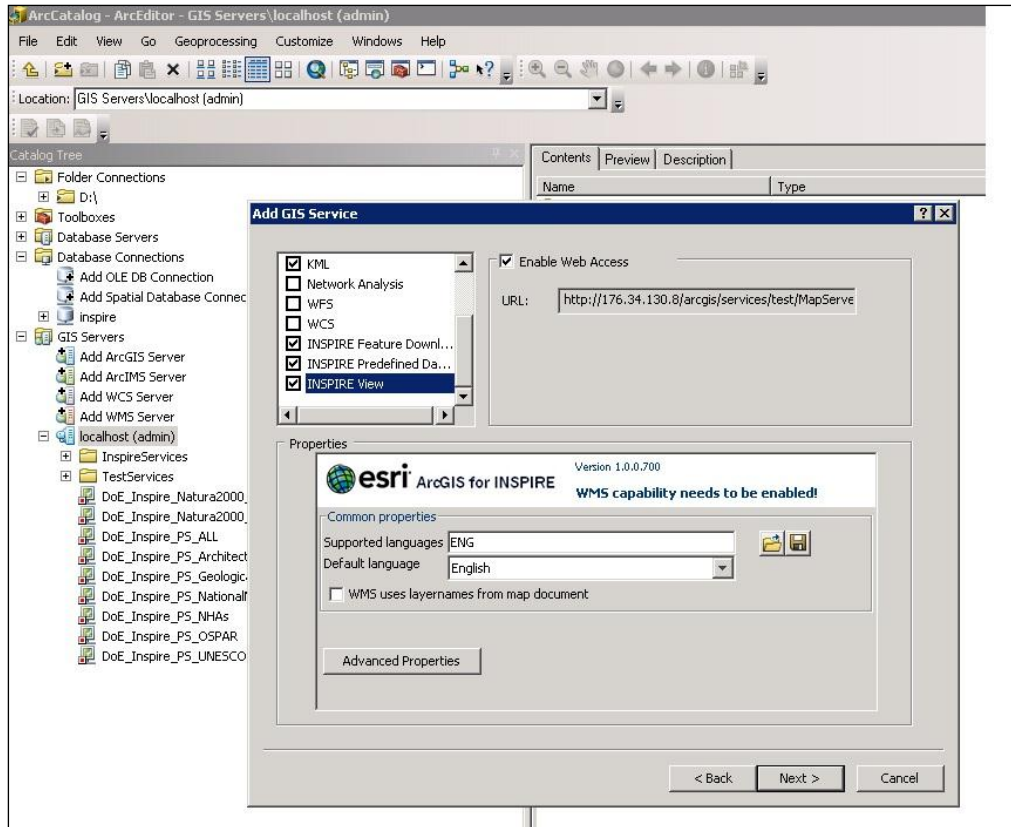 ArcCatalog - ArcEditor - GIS Servers\localhost (admin)
File Edit View Go Geoprocessing Customize Windows Help
Location: GIS Servers\localhost (admin)
Catalog Tree
Folder Connections
D:\
Toolboxes
Database Servers
Database Connections
Add OLE DB Connection
Add Spatial Database Connec
inspire
GIS Servers
Add ArcGIS Server
Add ArcIMS Server
Add WCS Server
Add WMS Server
localhost (admin)
InspireServices
TestServices
DoE_Inspire_Natura2000_
DoE_Inspire_Natura2000_
DoE_Inspire_PS_ALL
DoE_Inspire_PS_Architect
DoE_Inspire_PS_Geologic
DoE_Inspire_PS_National
DoE_Inspire_PS_NHAs
DoE_Inspire_PS_OSPAR
DoE_Inspire_PS_UNESCO
Contents Preview Description
Name Type
Add GIS Service
KML
Network Analysis
WFS
WCS
INSPIRE Feature Downl...
INSPIRE Predefined Da...
INSPIRE View
Enable Web Access
URL: http://176.34.130.8/arcgis/services/test/MapServe
Properties
esri ArcGIS for INSPIRE
Version 1.0.0.700
WMS capability needs to be enabled!
Common properties
Supported languages ENG
Default language English
WMS uses layernames from map document
Advanced Properties
< Back Next > Cancel